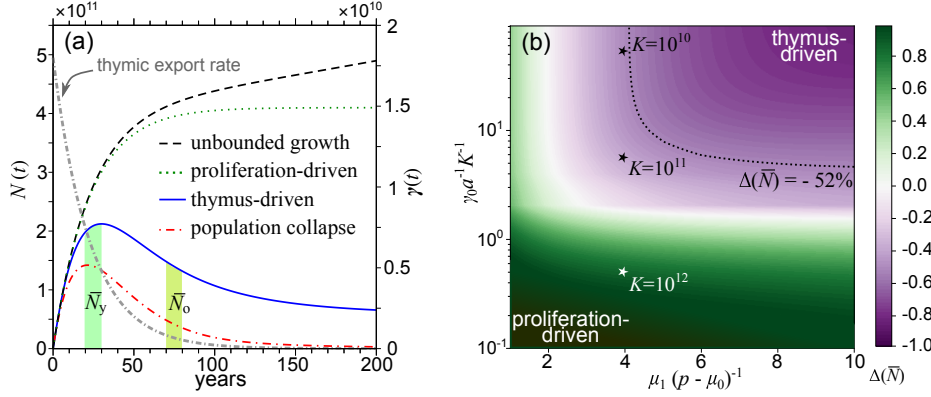 ×10¹¹
×10¹⁰
(a)
thymic export rate
unbounded growth
proliferation-driven
thymus-driven
population collapse
N̅y
N̅o
N(t)
5
4
3
2
1
0
γ(t)
2
1.5
1
0.5
0
0 50 100 150 200
years
(b)
K=10¹⁰
thymus-
driven
K=10¹¹
Δ(N̅) = - 52%
K=10¹²
proliferation-
driven
γ₀a⁻¹K⁻¹
10¹
10⁰
10⁻¹
2 4 6 8 10
μ₁ (p - μ₀)⁻¹
0.8
0.6
0.4
0.2
0.0
-0.2
-0.4
-0.6
-0.8
-1.0
Δ(N̅)